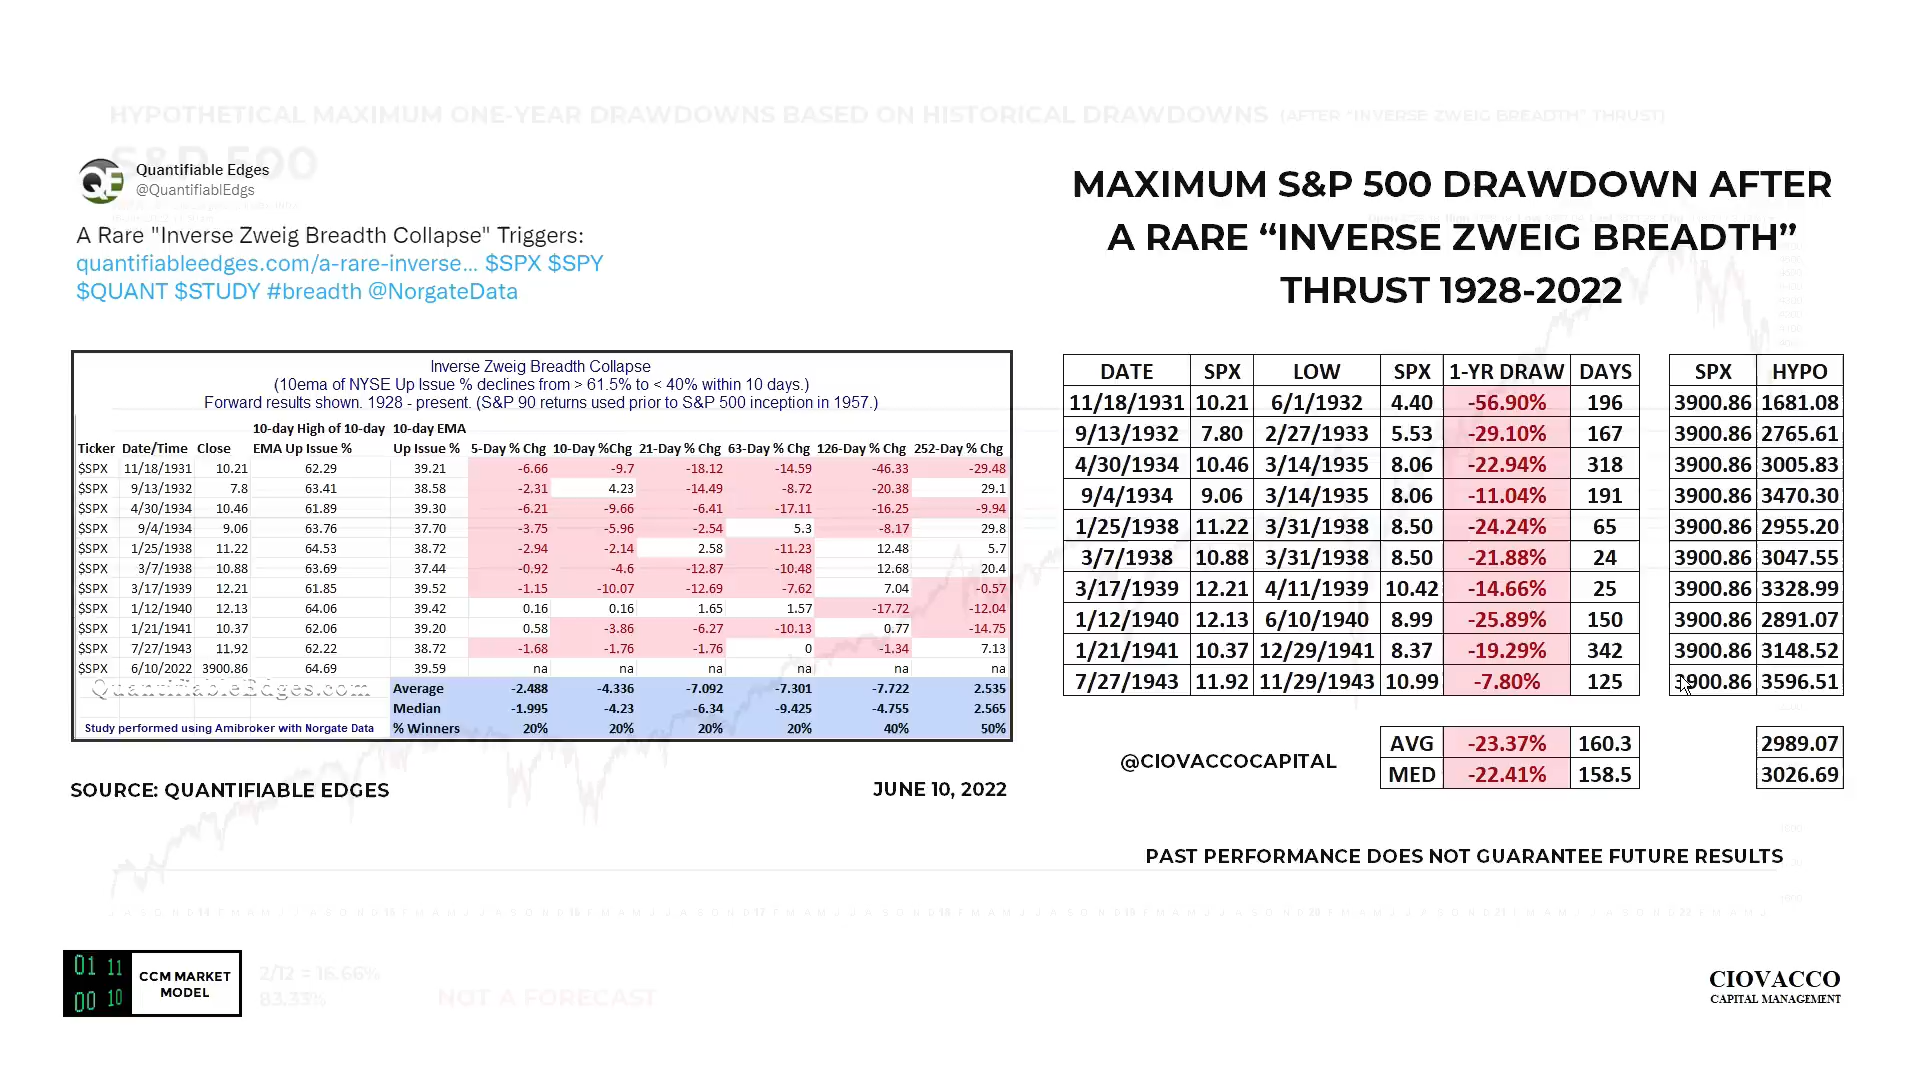 HYPOTHETICAL MAXIMUM ONE-YEAR DRAWDOWNS BASED ON HISTORICAL DRAWDOWNS (AFTER "INVERSE ZWEIG BREADTH" THRUST)
S&P 500
Quantifiable Edges
@QuantifiablEdgs
A Rare "Inverse Zweig Breadth Collapse" Triggers:
quantifiableedges.com/a-rare-inverse... $SPX $SPY
$QUANT $STUDY #breadth @NorgateData
Inverse Zweig Breadth Collapse
(10ema of NYSE Up Issue % declines from > 61.5% to < 40% within 10 days.)
Forward results shown. 1928 - present. (S&P 90 returns used prior to S&P 500 inception in 1957.)
10-day High of 10-day 10-day EMA
Ticker Date/Time Close EMA Up Issue % Up Issue % 5-Day % Chg 10-Day %Chg 21-Day % Chg 63-Day % Chg 126-Day % Chg 252-Day % Chg
$SPX 11/18/1931 10.21 62.29 39.21 -6.66 -9.7 -18.12 -14.59 -46.33 -29.48
$SPX 9/13/1932 7.8 63.41 38.58 -2.31 4.23 -14.49 -8.72 -20.38 29.1
$SPX 4/30/1934 10.46 61.89 39.30 -6.21 -9.66 -6.41 -17.11 -16.25 -9.94
$SPX 9/4/1934 9.06 63.76 37.70 -3.75 -5.96 -2.54 5.3 -8.17 29.8
$SPX 1/25/1938 11.22 64.53 38.72 -2.94 -2.14 2.58 -11.23 12.48 5.7
$SPX 3/7/1938 10.88 63.69 37.44 -0.92 -4.6 -12.87 -10.48 12.68 20.4
$SPX 3/17/1939 12.21 61.85 39.52 -1.15 -10.07 -12.69 -7.62 7.04 -0.57
$SPX 1/12/1940 12.13 64.06 39.42 0.16 0.16 1.65 1.57 -17.72 -12.04
$SPX 1/21/1941 10.37 62.06 39.20 0.58 -3.86 -6.27 -10.13 0.77 -14.75
$SPX 7/27/1943 11.92 62.22 38.72 -1.68 -1.76 -1.76 0 -1.34 7.13
$SPX 6/10/2022 3900.86 64.69 39.59 na na na na na na
QuantifiableEdges.com Average -2.488 -4.336 -7.092 -7.301 -7.722 2.535
Median -1.995 -4.23 -6.34 -9.425 -4.755 2.565
Study performed using Amibroker with Norgate Data % Winners 20% 20% 20% 20% 40% 50%
SOURCE: QUANTIFIABLE EDGES JUNE 10, 2022
MAXIMUM S&P 500 DRAWDOWN AFTER
A RARE “INVERSE ZWEIG BREADTH”
THRUST 1928-2022
DATE SPX LOW SPX 1-YR DRAW DAYS SPX HYPO
11/18/1931 10.21 6/1/1932 4.40 -56.90% 196 3900.86 1681.08
9/13/1932 7.80 2/27/1933 5.53 -29.10% 167 3900.86 2765.61
4/30/1934 10.46 3/14/1935 8.06 -22.94% 318 3900.86 3005.83
9/4/1934 9.06 3/14/1935 8.06 -11.04% 191 3900.86 3470.30
1/25/1938 11.22 3/31/1938 8.50 -24.24% 65 3900.86 2955.20
3/7/1938 10.88 3/31/1938 8.50 -21.88% 24 3900.86 3047.55
3/17/1939 12.21 4/11/1939 10.42 -14.66% 25 3900.86 3328.99
1/12/1940 12.13 6/10/1940 8.99 -25.89% 150 3900.86 2891.07
1/21/1941 10.37 12/29/1941 8.37 -19.29% 342 3900.86 3148.52
7/27/1943 11.92 11/29/1943 10.99 -7.80% 125 3900.86 3596.51
AVG -23.37% 160.3 2989.07
@CIOVACCOCAPITAL
MED -22.41% 158.5 3026.69
PAST PERFORMANCE DOES NOT GUARANTEE FUTURE RESULTS
01 11
00 10
CCM MARKET
MODEL
2/12 = 16.66%
83.33%
NOT A FORECAST
CIOVACCO
CAPITAL MANAGEMENT